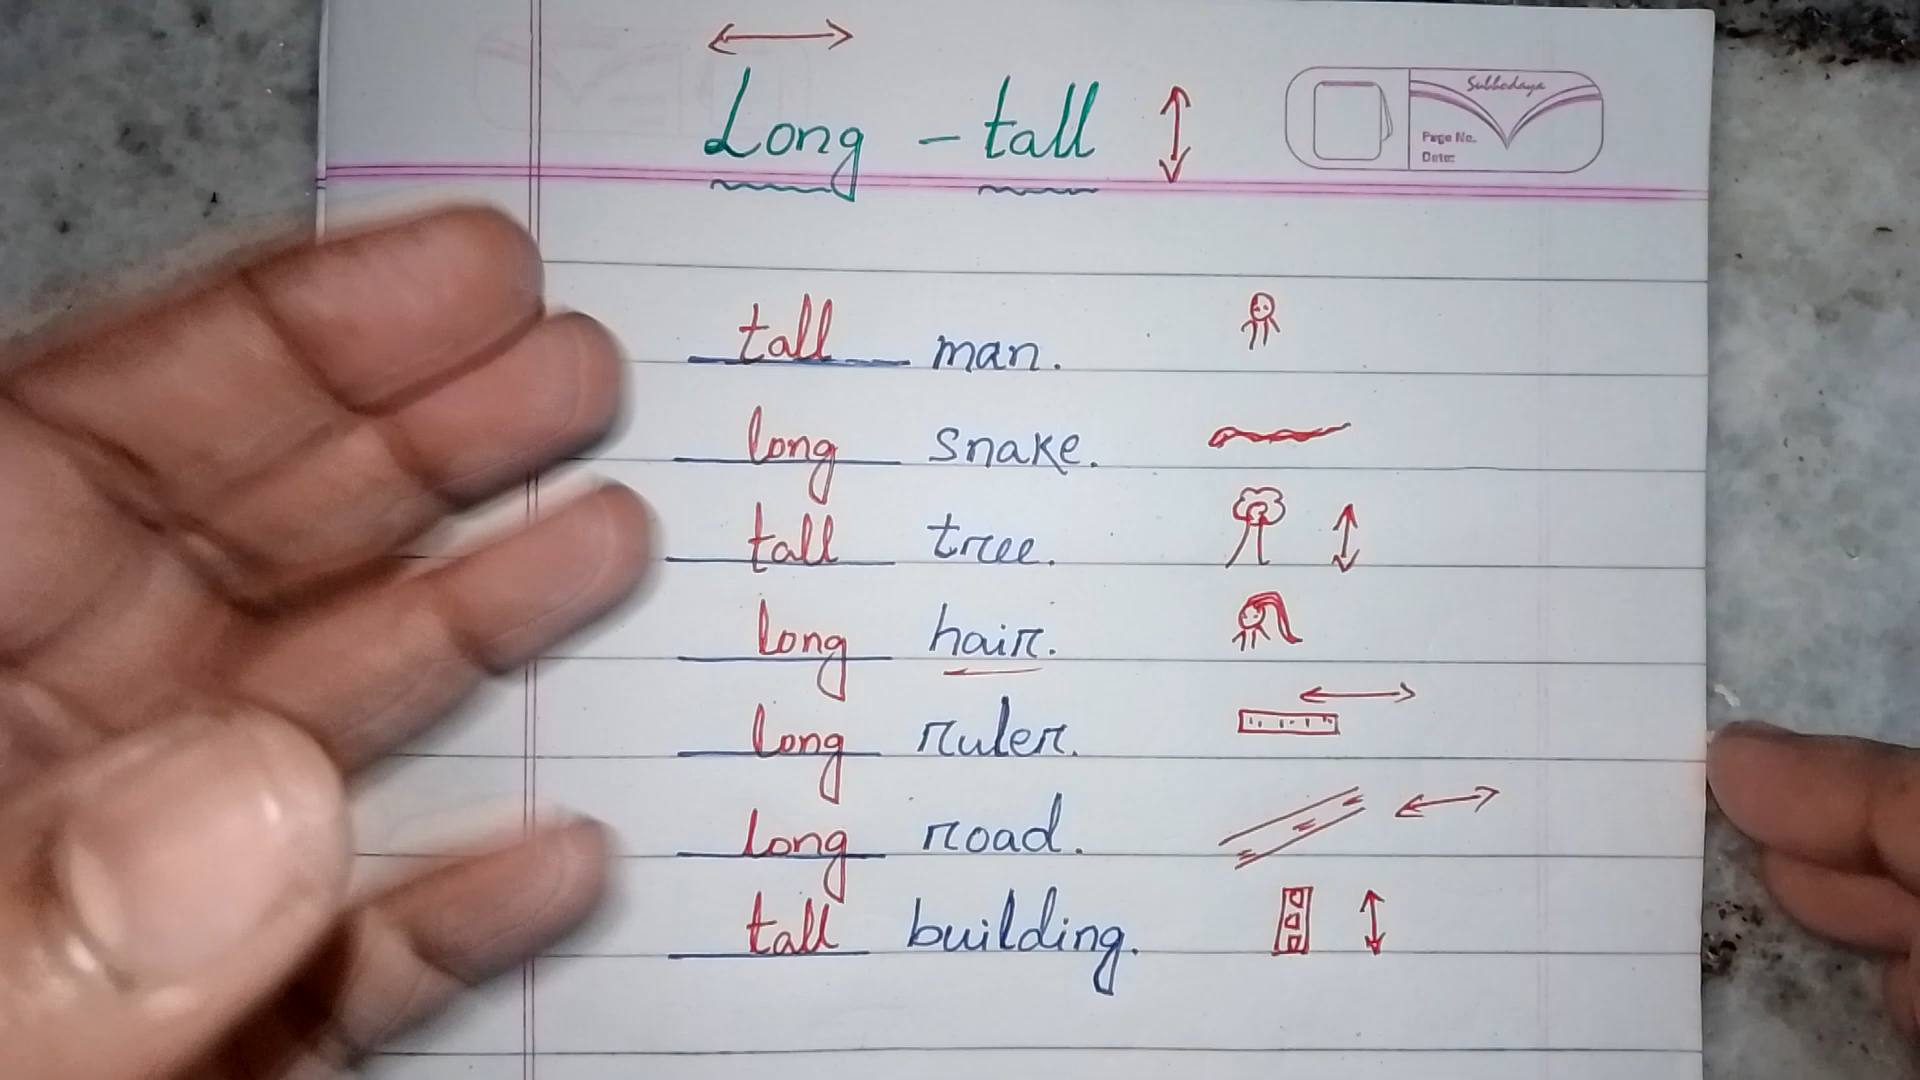 Long - tall
Subhodaya
Page No.
Date:
tall man.
long snake.
tall tree.
long hair.
long ruler.
long road.
tall building.